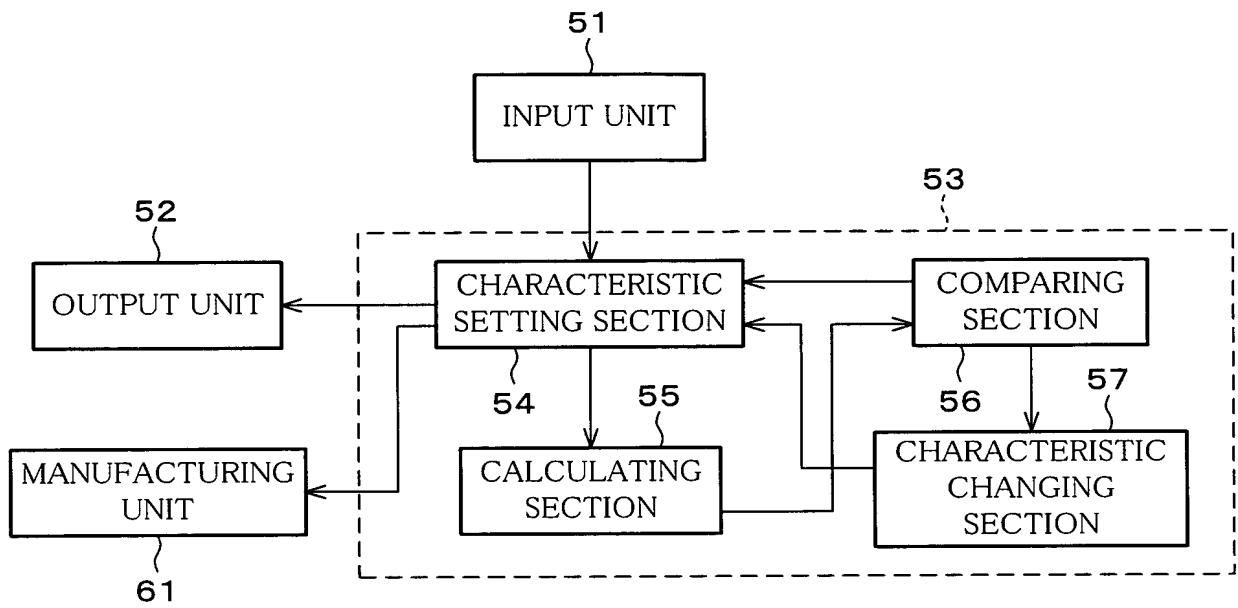 51
INPUT UNIT
53
52
OUTPUT UNIT
CHARACTERISTIC
SETTING SECTION
COMPARING
SECTION
54
55
56
57
MANUFACTURING
UNIT
CALCULATING
SECTION
CHARACTERISTIC
CHANGING
SECTION
61